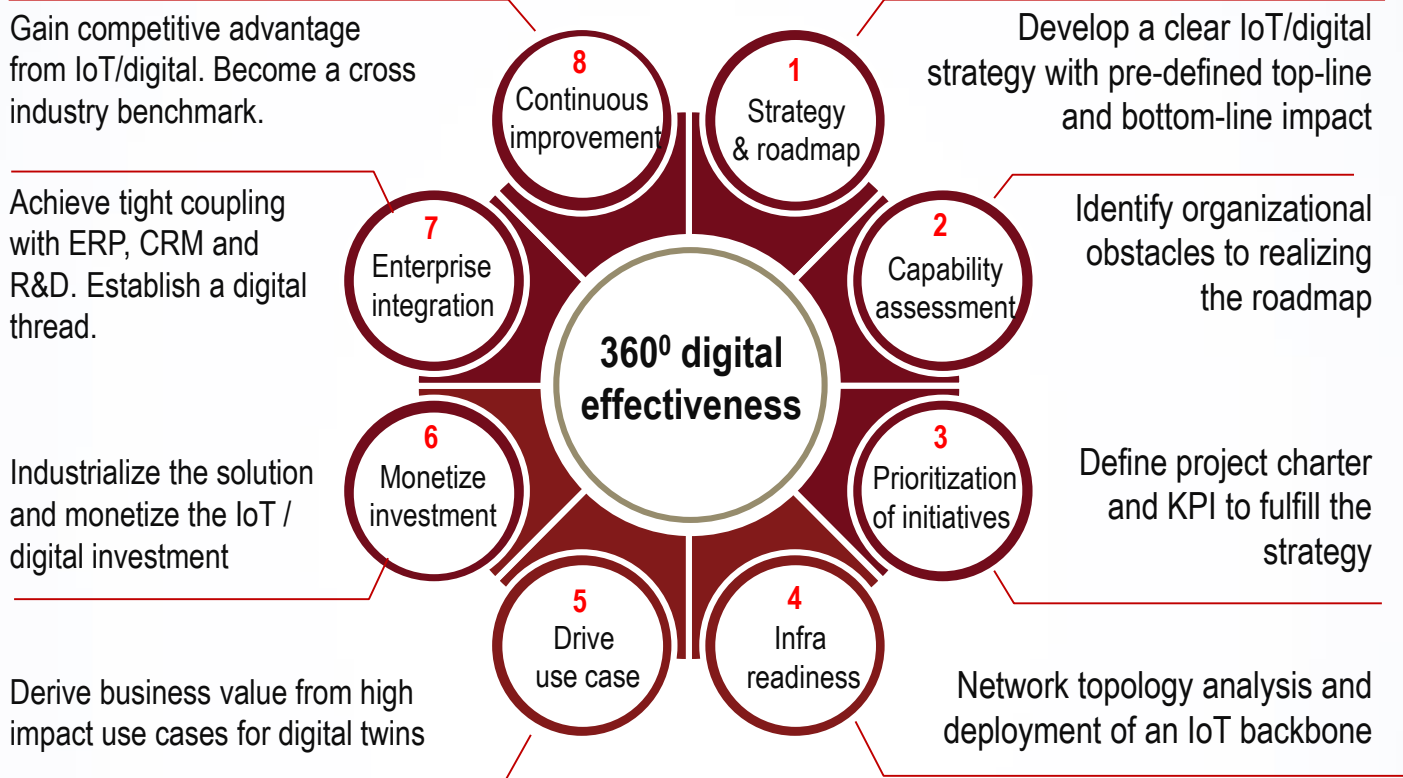 Gain competitive advantage
from IoT/digital. Become a cross
industry benchmark.
8
Continuous
improvement
1
Strategy
& roadmap
Develop a clear IoT/digital
strategy with pre-defined top-line
and bottom-line impact
Achieve tight coupling
with ERP, CRM and
R&D. Establish a digital
thread.
7
Enterprise
integration
2
Capability
assessment
Identify organizational
obstacles to realizing
the roadmap
360⁰ digital
effectiveness
Industrialize the solution
and monetize the IoT /
digital investment
6
Monetize
investment
3
Prioritization
of initiatives
Define project charter
and KPI to fulfill the
strategy
Derive business value from high
impact use cases for digital twins
5
Drive
use case
4
Infra
readiness
Network topology analysis and
deployment of an IoT backbone